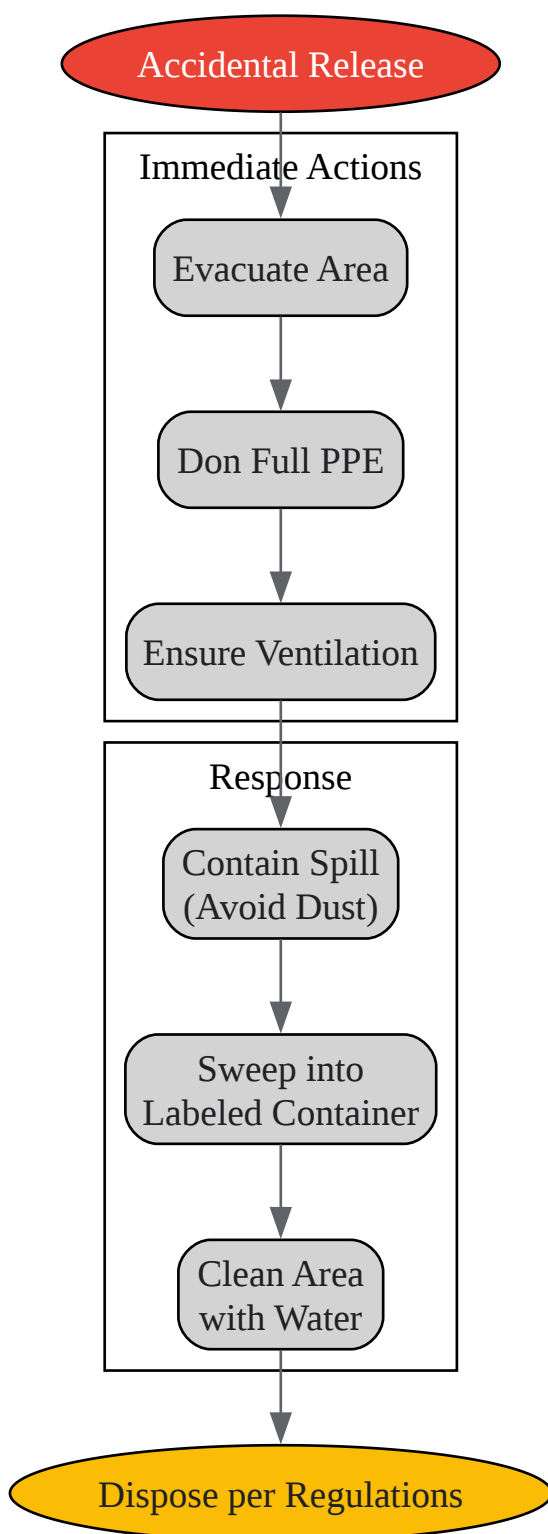 Accidental Release
Immediate Actions
Evacuate Area
Don Full PPE
Ensure Ventilation
Response
Contain Spill
(Avoid Dust)
Sweep into
Labeled Container
Clean Area
with Water
Dispose per Regulations